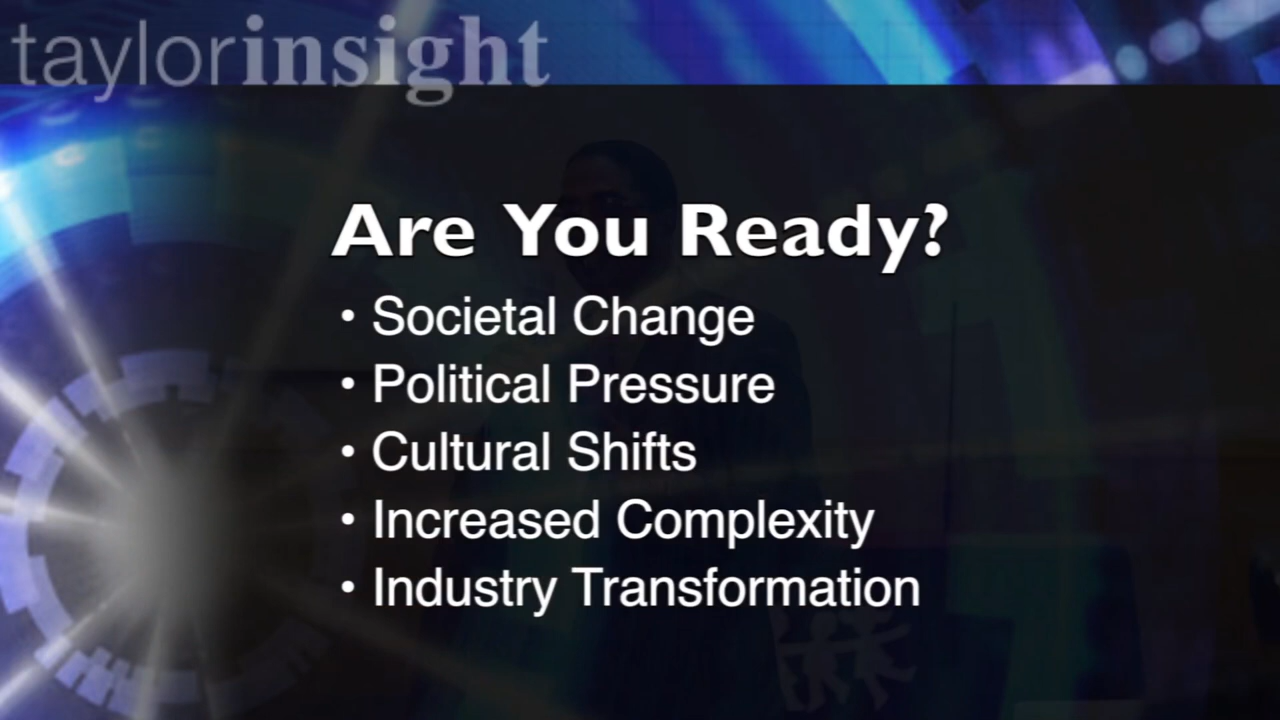 taylorinsight
Are You Ready?
• Societal Change
• Political Pressure
• Cultural Shifts
• Increased Complexity
• Industry Transformation